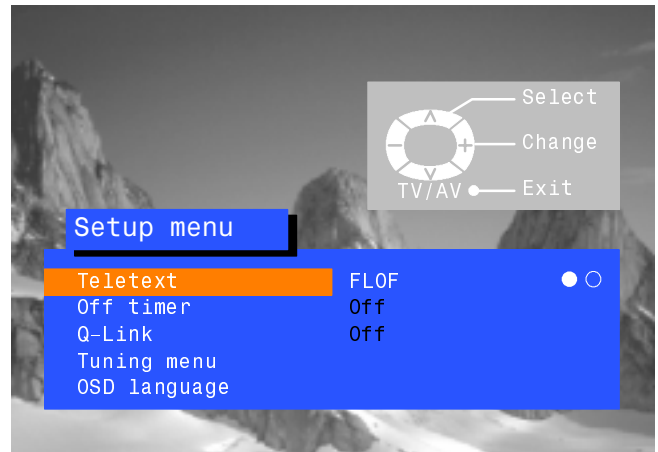 Select
Change
TV/AV Exit
Setup menu
Teletext FLOF
Off timer Off
Q-Link Off
Tuning menu
OSD language